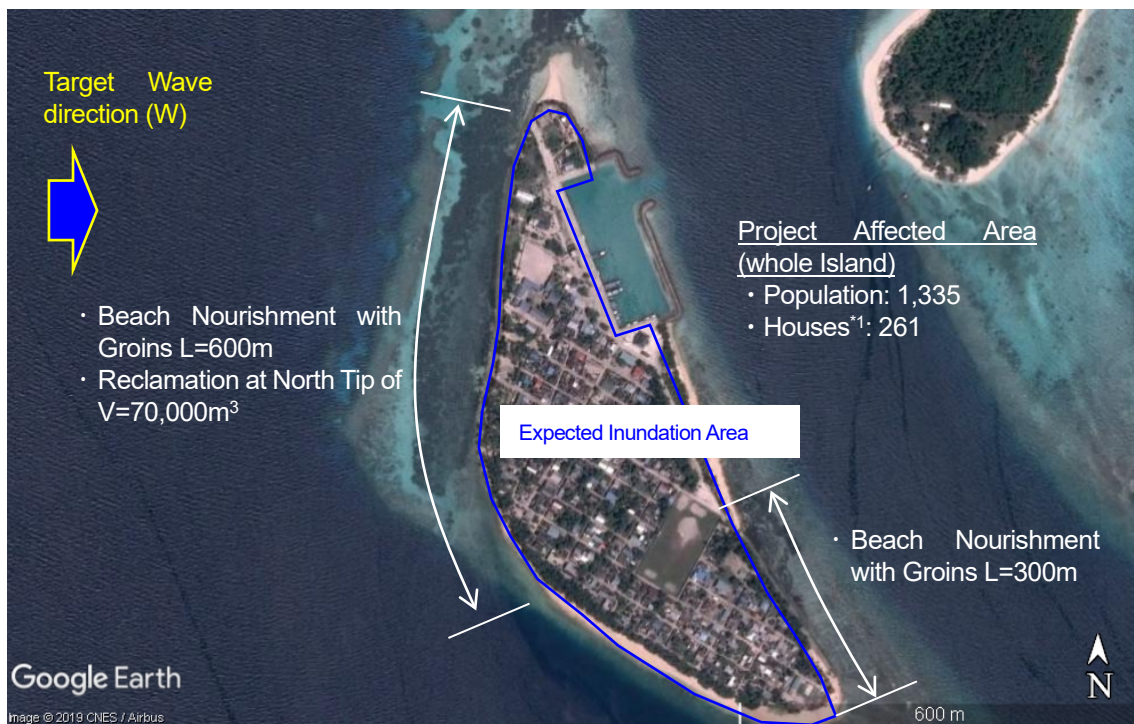 Target Wave
direction (W)
Project Affected Area
(whole Island)
・Population: 1,335
・Houses*1: 261
・Beach Nourishment with
Groins L=600m
・Reclamation at North Tip of
V=70,000m³
Expected Inundation Area
・Beach Nourishment
with Groins L=300m
N
Google Earth
Image © 2019 CNES / Airbus
600 m